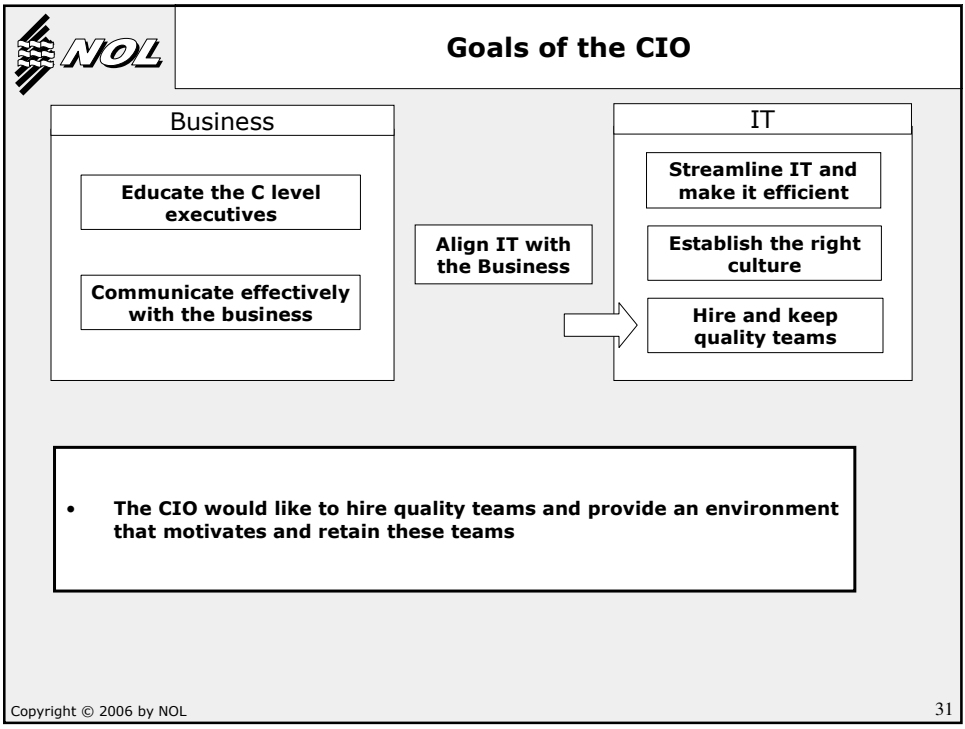 NOL
Goals of the CIO
Business
Educate the C level
executives
Communicate effectively
with the business
Align IT with
the Business
IT
Streamline IT and
make it efficient
Establish the right
culture
Hire and keep
quality teams
• The CIO would like to hire quality teams and provide an environment
that motivates and retain these teams
Copyright © 2006 by NOL
31